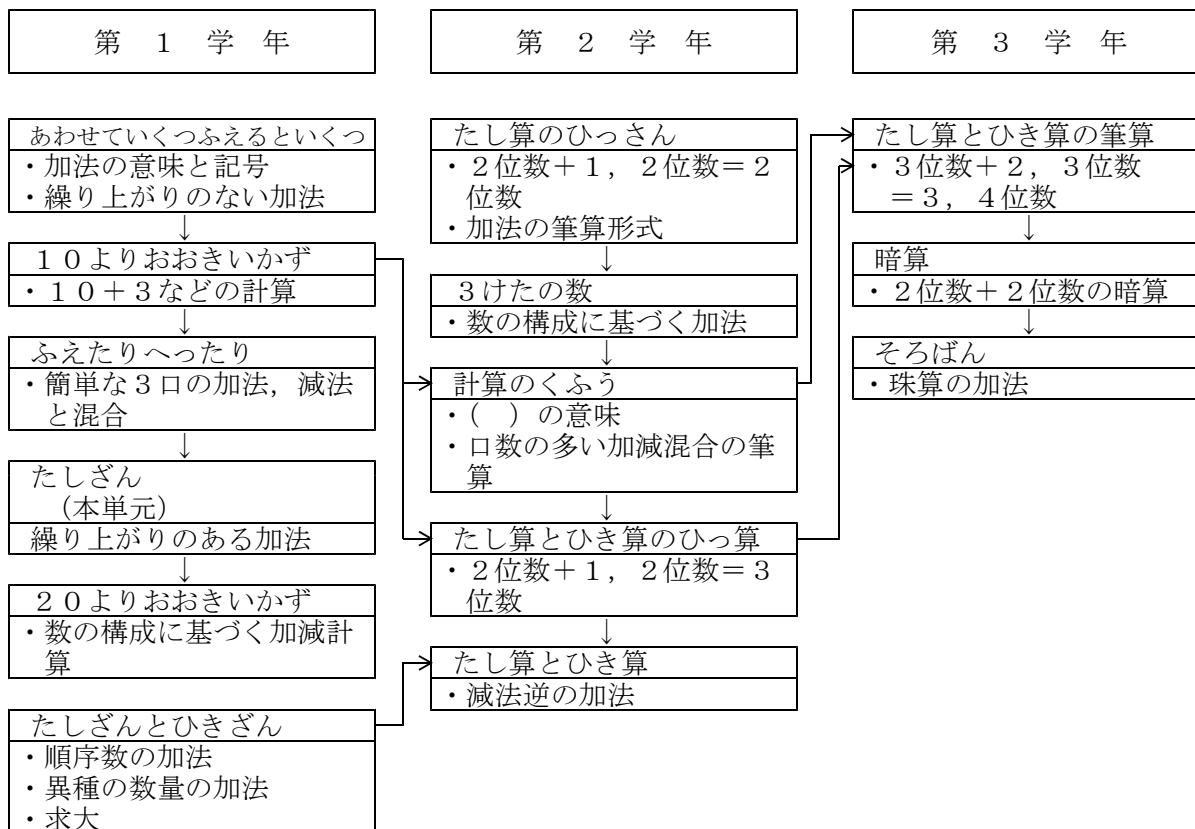 第　１　学　年
あわせていくつふえるといくつ
・加法の意味と記号
・繰り上がりのない加法
↓
１０よりおおきいかず
・１０＋３などの計算
↓
ふえたりへったり
・簡単な３口の加法，減法
と混合
↓
たしざん
（本単元）
繰り上がりのある加法
↓
２０よりおおきいかず
・数の構成に基づく加減計
算
たしざんとひきざん
・順序数の加法
・異種の数量の加法
・求大
第　２　学　年
たし算のひっさん
・２位数＋１，２位数＝２
位数
・加法の筆算形式
↓
３けたの数
・数の構成に基づく加法
↓
計算のくふう
・（　）の意味
・口数の多い加減混合の筆
算
↓
たし算とひき算のひっ算
・２位数＋１，２位数＝３
位数
↓
たし算とひき算
・減法逆の加法
第　３　学　年
たし算とひき算の筆算
・３位数＋２，３位数
＝３，４位数
↓
暗算
・２位数＋２位数の暗算
↓
そろばん
・珠算の加法